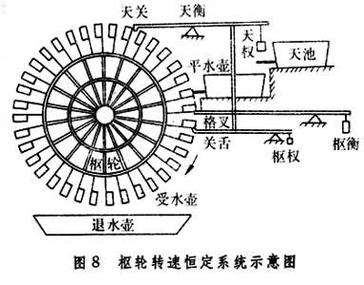 天关 天衡
天权
天池
平水壶
格叉
枢衡
关舌
枢权
枢轮
受水壶
退水壶
图8 枢轮转速恒定系统示意图